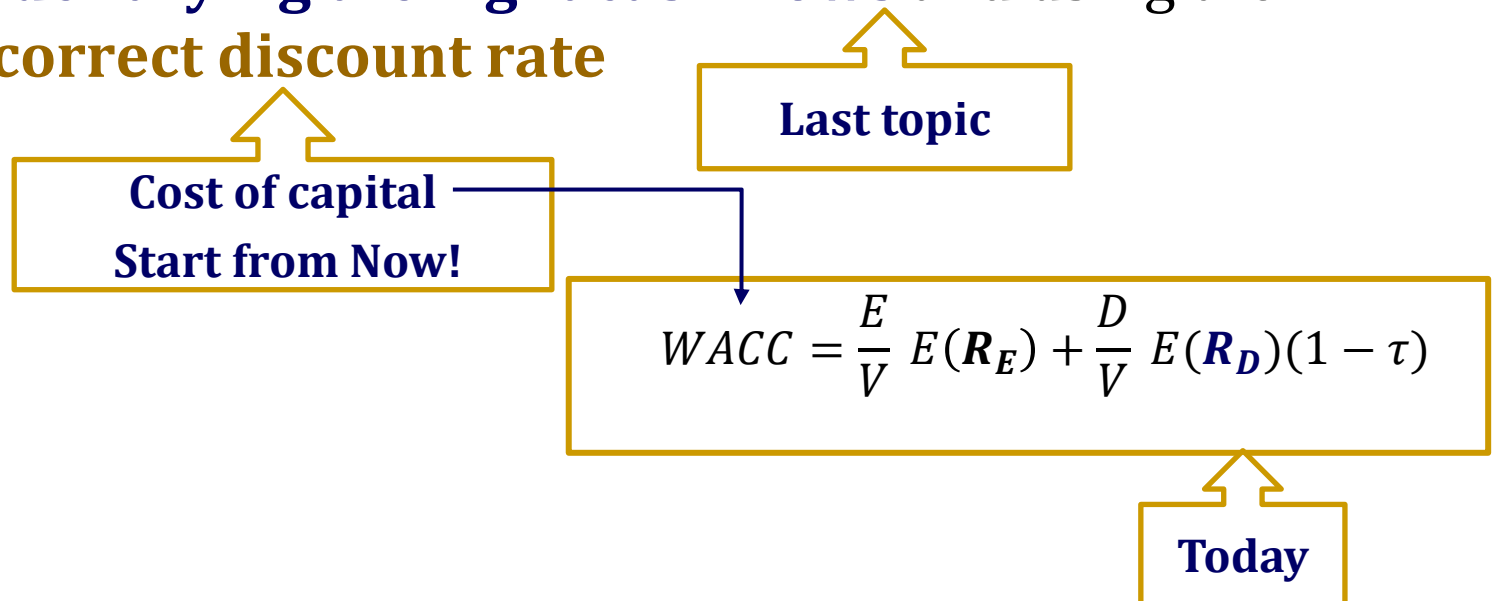 correct discount rate
Last topic
Cost of capital
Start from Now!
WACC = E/V E(R_E) + D/V E(R_D)(1 − τ)
Today